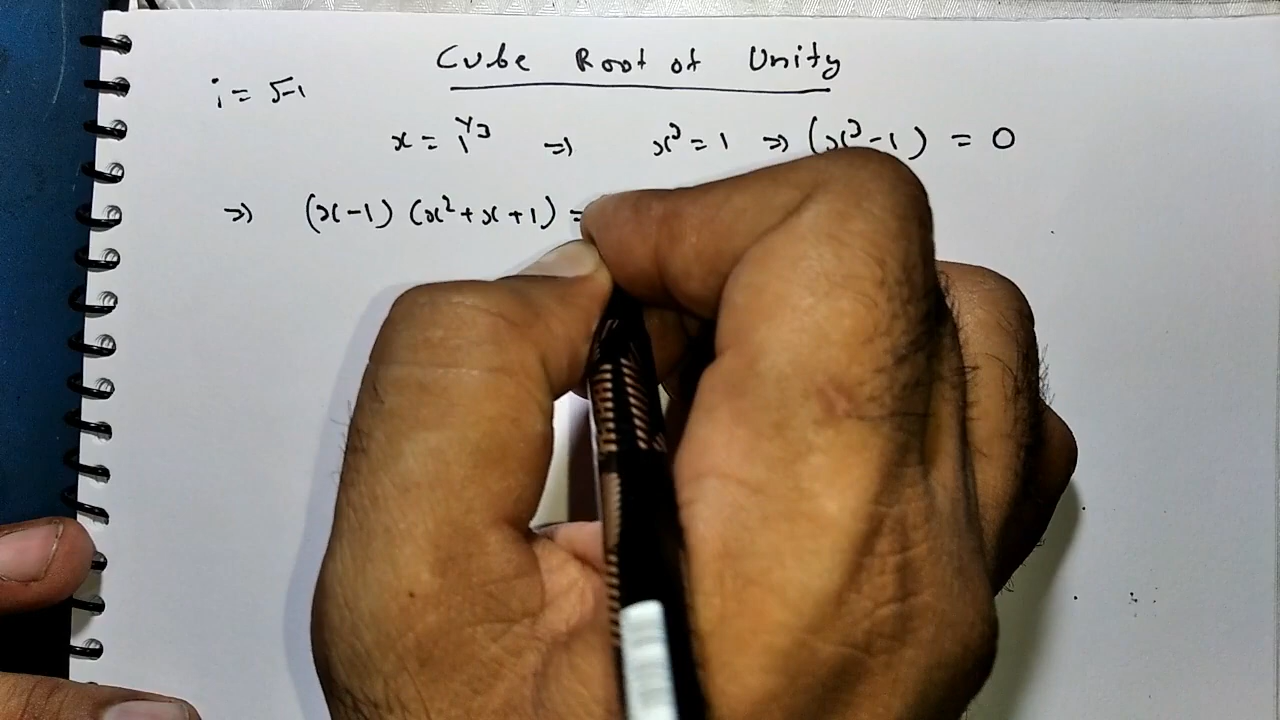 Cube Root of Unity
i = √-1
x = 1^{1/3} ⇒ x³ = 1 ⇒ (x³-1) = 0
⇒ (x-1) (x²+x+1) =